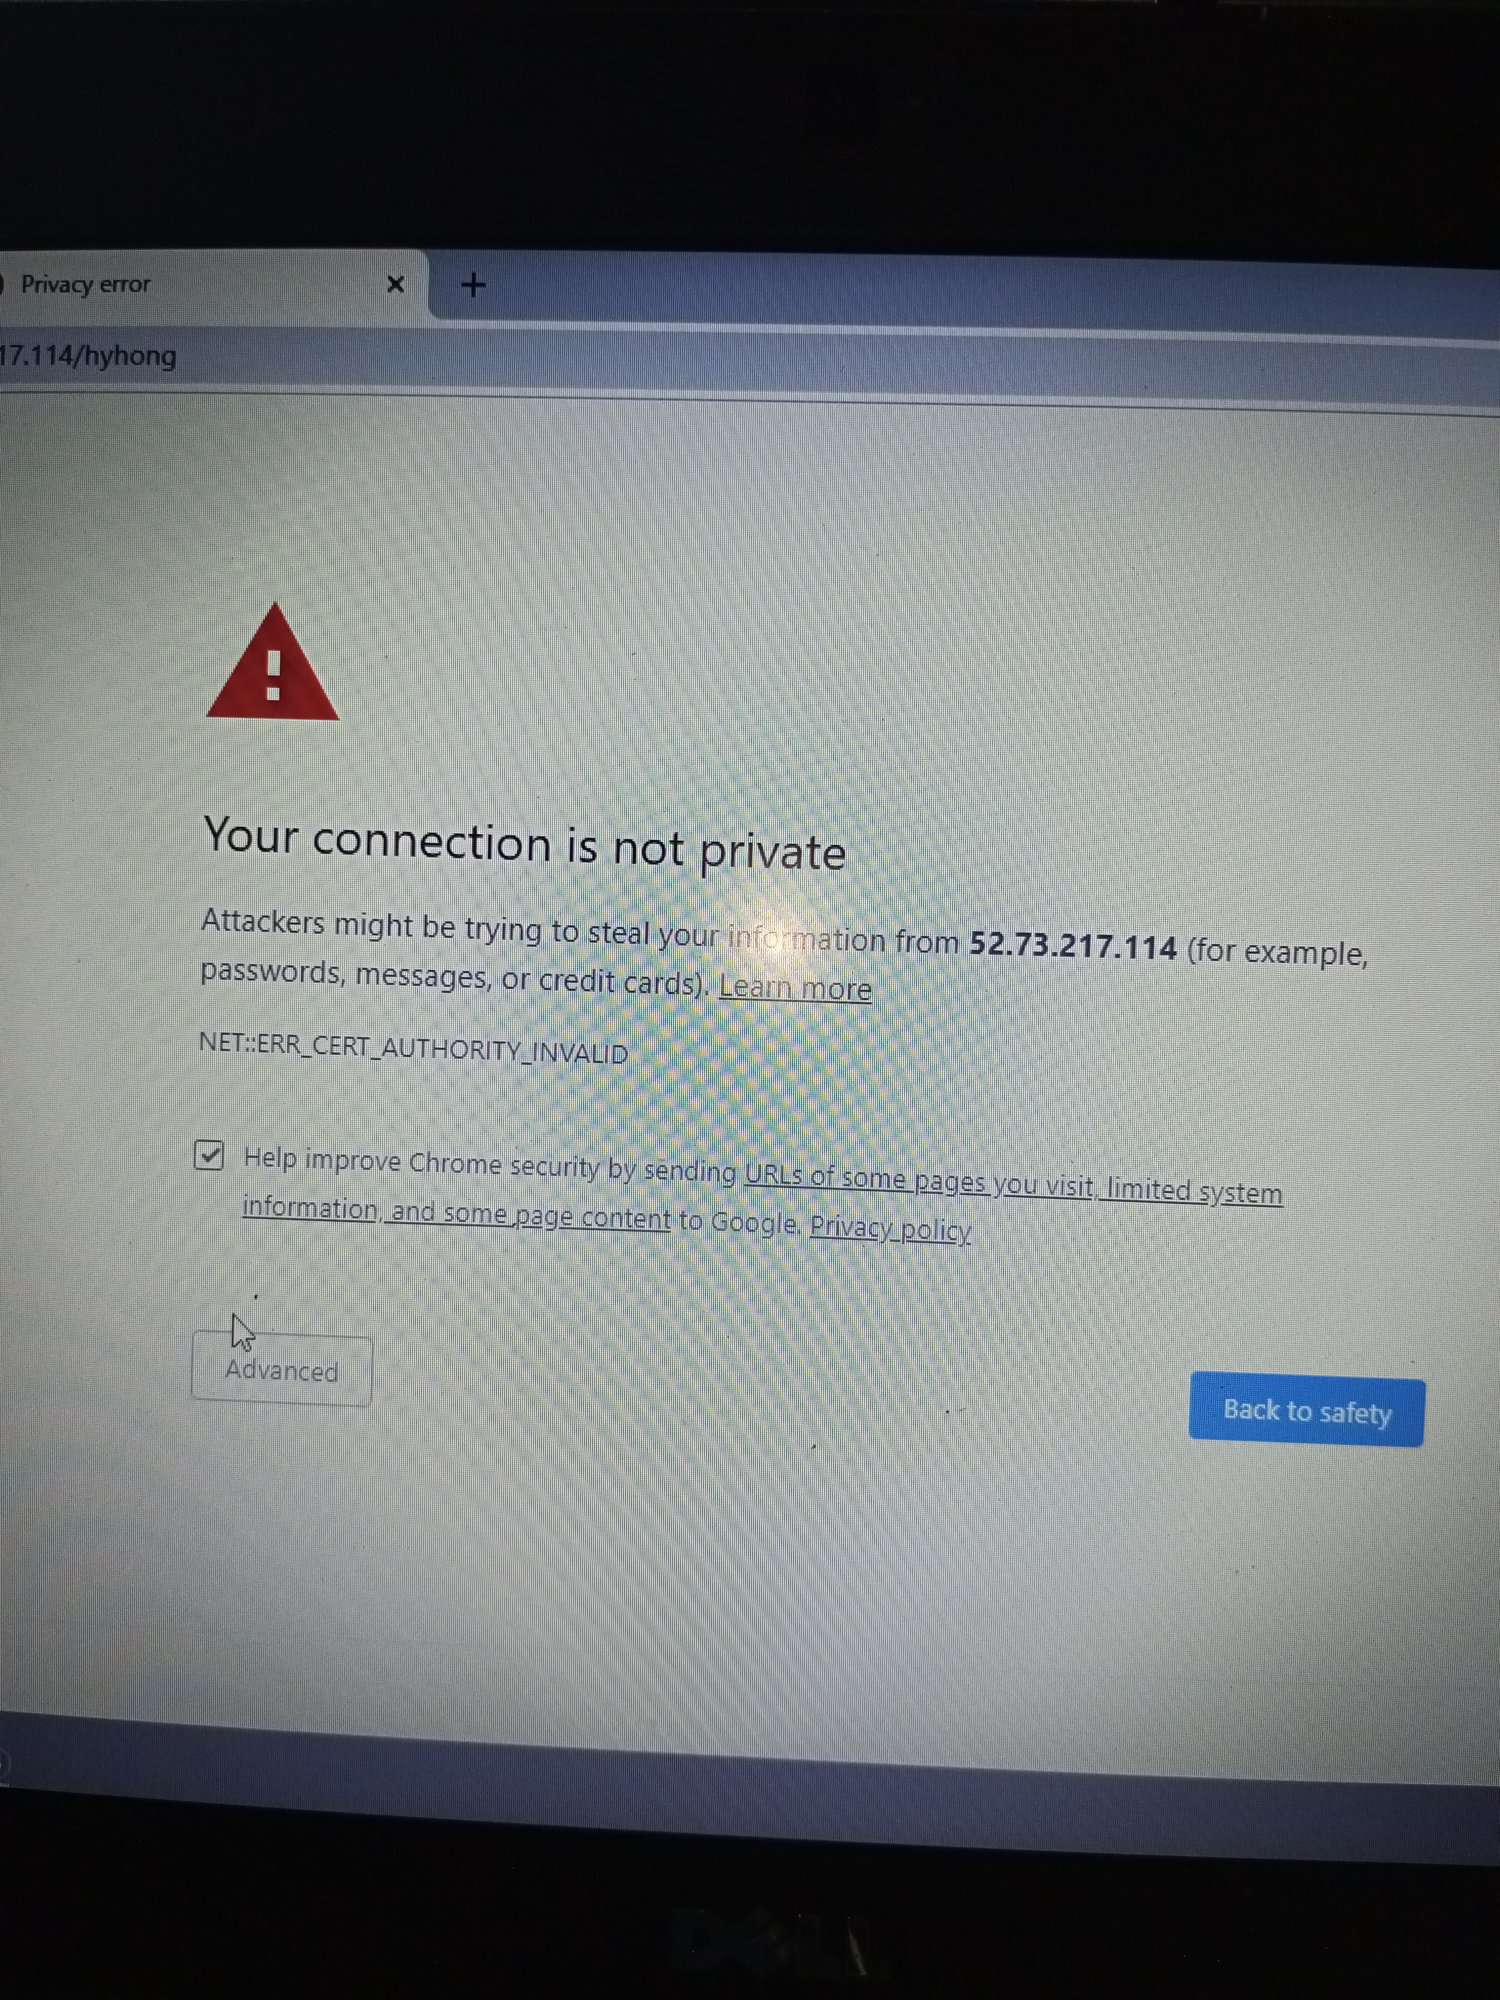 Privacy error
17.114/hyhong
Your connection is not private
Attackers might be trying to steal your information from 52.73.217.114 (for example,
passwords, messages, or credit cards). Learn more
NET::ERR_CERT_AUTHORITY_INVALID
Help improve Chrome security by sending URLs of some pages you visit, limited system
information, and some page content to Google. Privacy policy
Advanced
Back to safety
DELL